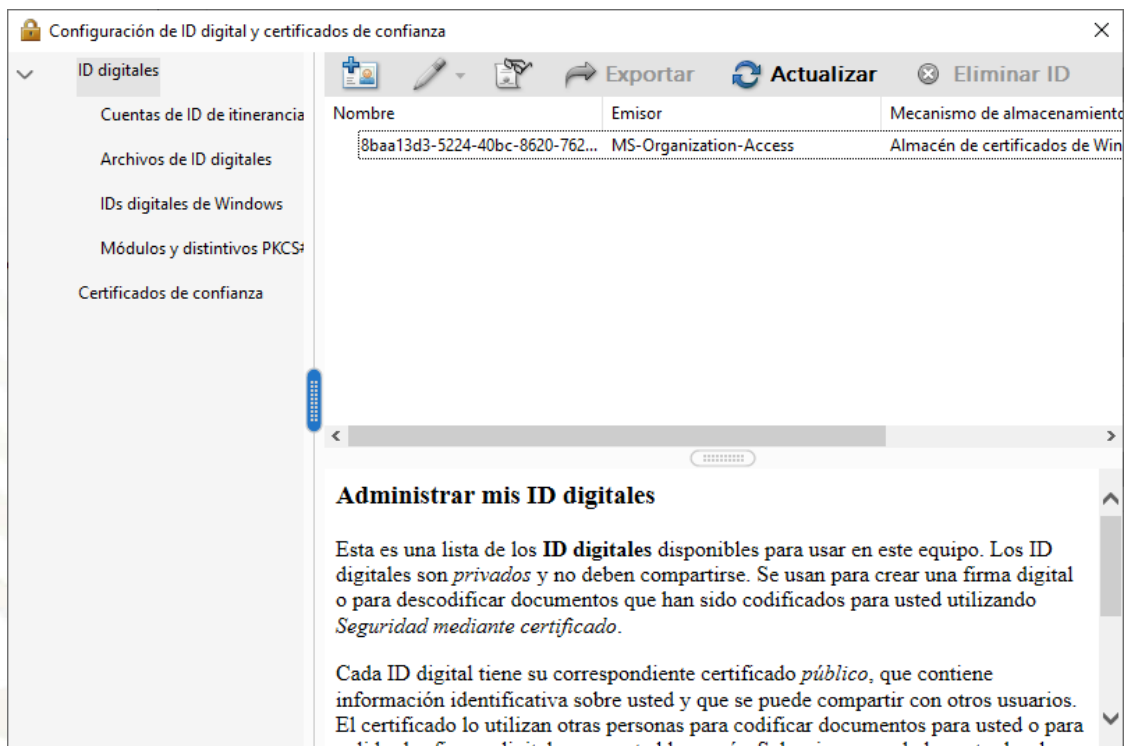 Configuración de ID digital y certificados de confianza
ID digitales
Cuentas de ID de itinerancia
Archivos de ID digitales
IDs digitales de Windows
Módulos y distintivos PKCS#
Certificados de confianza
Exportar Actualizar Eliminar ID
Nombre Emisor Mecanismo de almacenamiento
8baa13d3-5224-40bc-8620-762... MS-Organization-Access Almacén de certificados de Win
Administrar mis ID digitales
Esta es una lista de los ID digitales disponibles para usar en este equipo. Los ID
digitales son privados y no deben compartirse. Se usan para crear una firma digital
o para descodificar documentos que han sido codificados para usted utilizando
Seguridad mediante certificado.
Cada ID digital tiene su correspondiente certificado público, que contiene
información identificativa sobre usted y que se puede compartir con otros usuarios.
El certificado lo utilizan otras personas para codificar documentos para usted o para